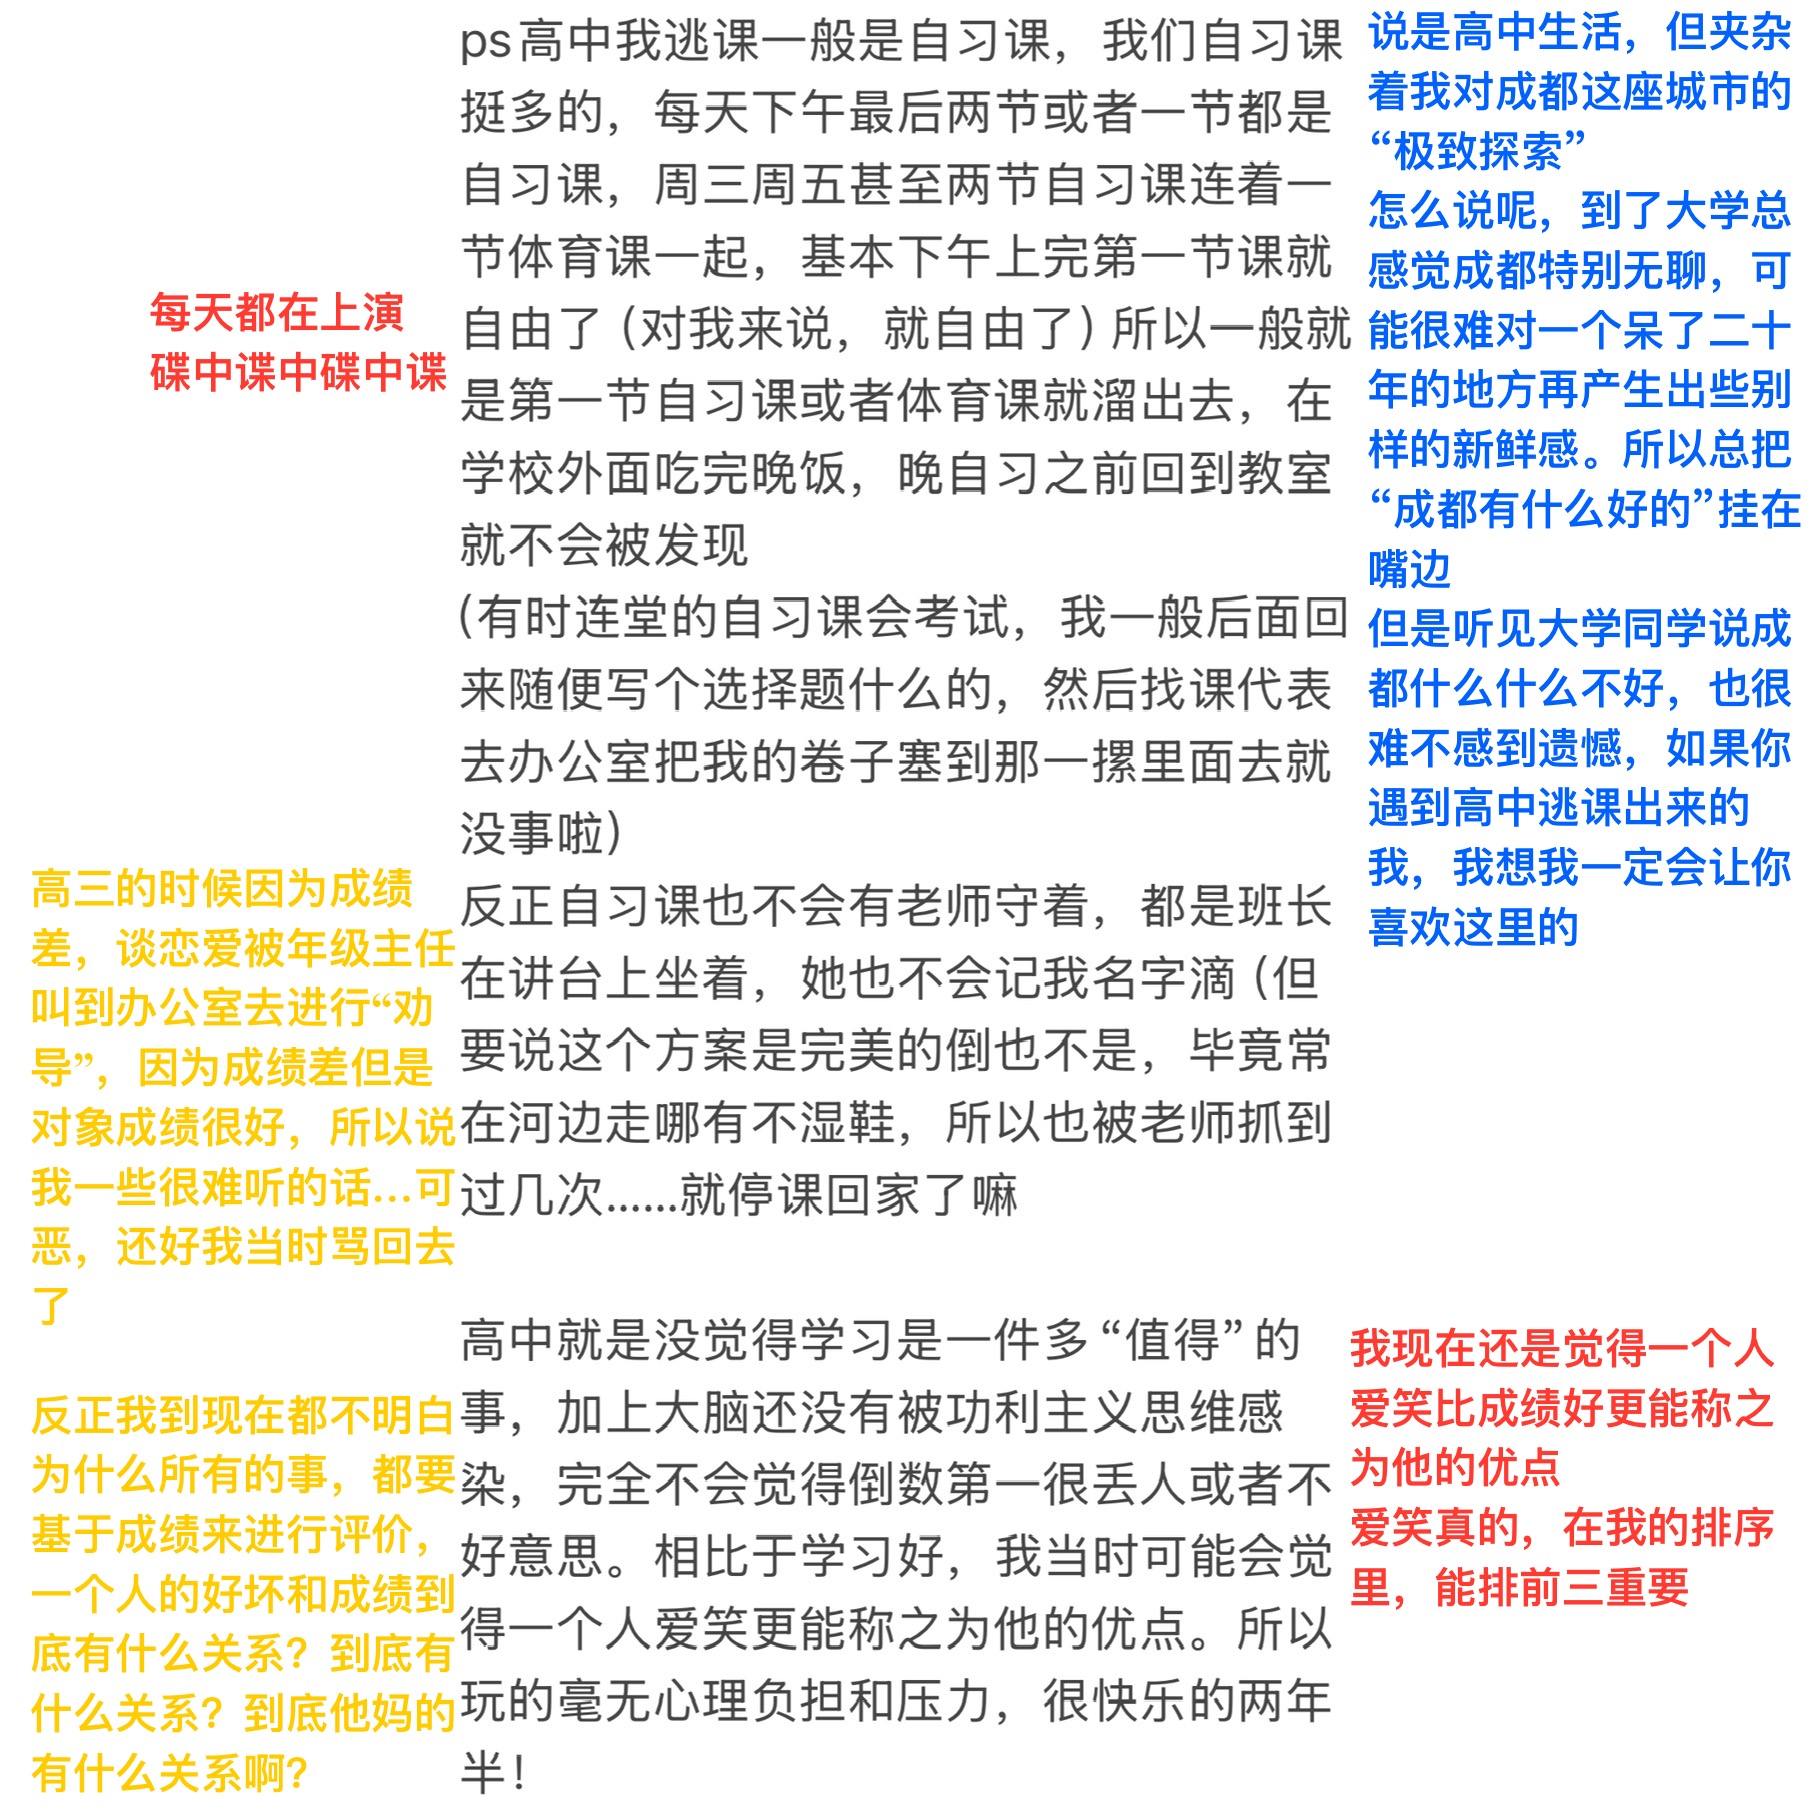 ps高中我逃课一般是自习课，我们自习课
挺多的，每天下午最后两节或者一节都是
自习课，周三周五甚至两节自习课连着一
节体育课一起，基本下午上完第一节课就
自由了（对我来说，就自由了）所以一般就
是第一节自习课或者体育课就溜出去，在
学校外面吃完晚饭，晚自习之前回到教室
就不会被发现
（有时连堂的自习课会考试，我一般后面回
来随便写个选择题什么的，然后找课代表
去办公室把我的卷子塞到那一摞里面去就
没事啦）
反正自习课也不会有老师守着，都是班长
在讲台上坐着，她也不会记我名字滴（但
要说这个方案是完美的倒也不是，毕竟常
在河边走哪有不湿鞋，所以也被老师抓到
过几次……就停课回家了嘛
高中就是没觉得学习是一件多“值得”的
事，加上大脑还没有被功利主义思维感
染，完全不会觉得倒数第一很丢人或者不
好意思。相比于学习好，我当时可能会觉
得一个人爱笑更能称之为他的优点。所以
玩的毫无心理负担和压力，很快乐的两年
半！
每天都在上演
碟中谍中碟中谍
高三的时候因为成绩
差，谈恋爱被年级主任
叫到办公室去进行“劝
导”，因为成绩差但是
对象成绩很好，所以说
我一些很难听的话…可
恶，还好我当时骂回去
了
反正我到现在都不明白
为什么所有的事，都要
基于成绩来进行评价，
一个人的好坏和成绩到
底有什么关系？到底有
什么关系？到底他妈的
有什么关系啊？
说是高中生活，但夹杂
着我对成都这座城市的
“极致探索”
怎么说呢，到了大学总
感觉成都特别无聊，可
能很难对一个呆了二十
年的地方再产生出些别
样的新鲜感。所以总把
“成都有什么好的”挂在
嘴边
但是听见大学同学说成
都什么什么不好，也很
难不感到遗憾，如果你
遇到高中逃课出来的
我，我想我一定会让你
喜欢这里的
我现在还是觉得一个人
爱笑比成绩好更能称之
为他的优点
爱笑真的，在我的排序
里，能排前三重要